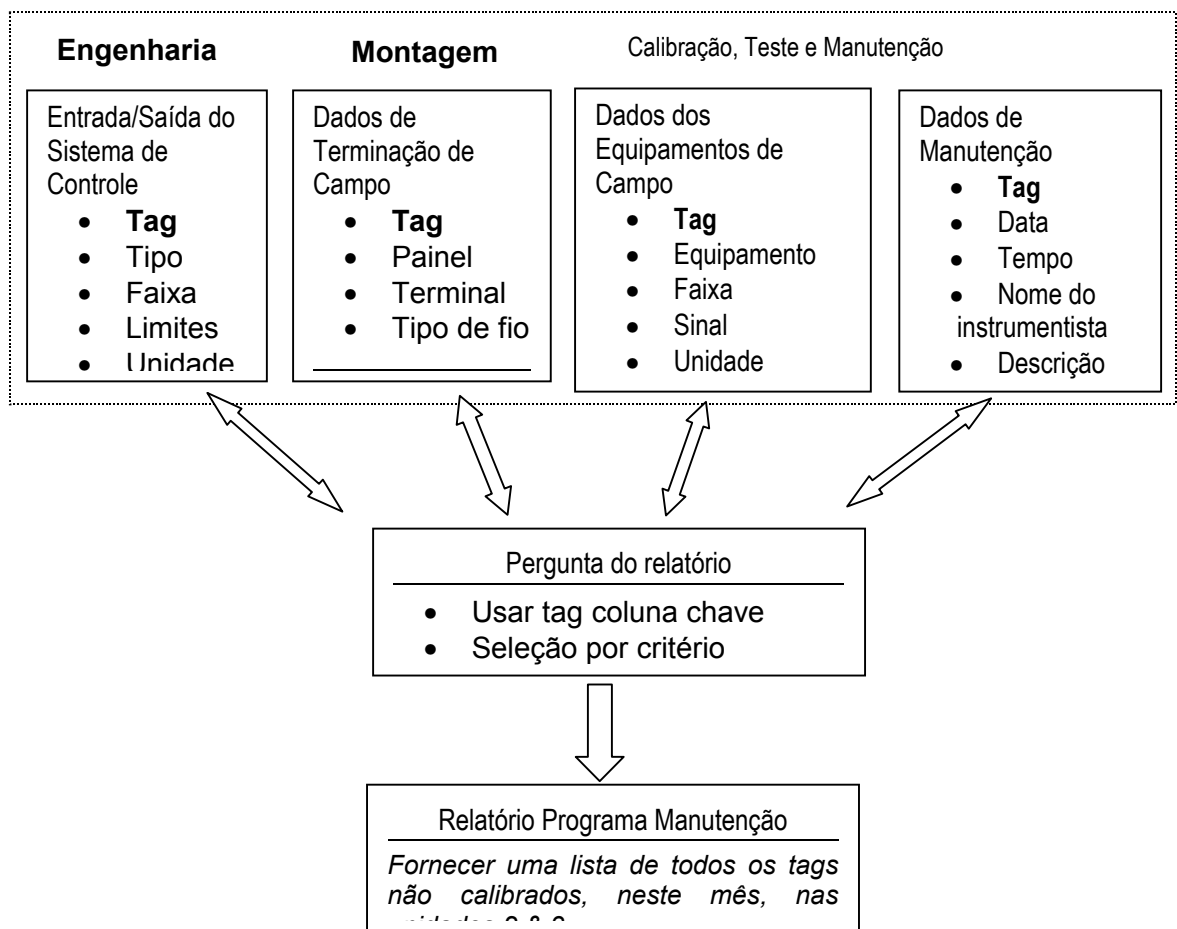 Engenharia
Montagem
Calibração, Teste e Manutenção
Entrada/Saída do
Sistema de
Controle
• Tag
• Tipo
• Faixa
• Limites
• Unidade
Dados de
Terminação de
Campo
• Tag
• Painel
• Terminal
• Tipo de fio
Dados dos
Equipamentos de
Campo
• Tag
• Equipamento
• Faixa
• Sinal
• Unidade
Dados de
Manutenção
• Tag
• Data
• Tempo
• Nome do
instrumentista
• Descrição
Pergunta do relatório
• Usar tag coluna chave
• Seleção por critério
Relatório Programa Manutenção
Fornecer uma lista de todos os tags
não calibrados, neste mês, nas